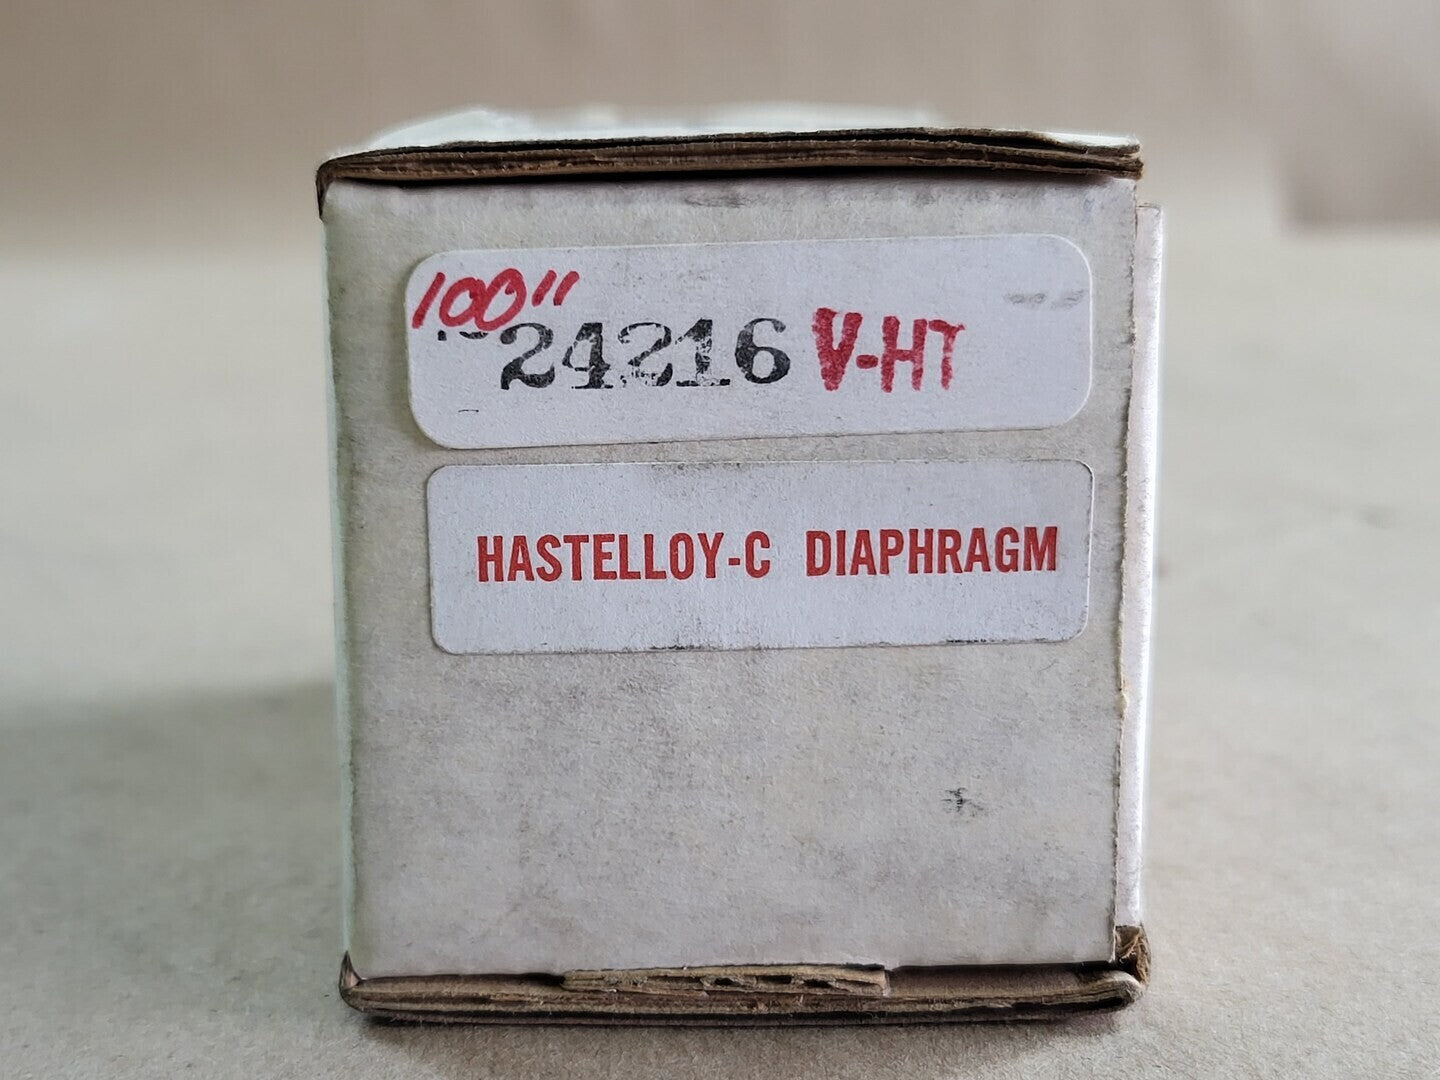 100"
24216 V-HT
HASTELLOY-C DIAPHRAGM